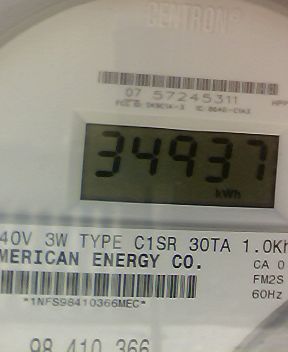 CENTRON®
07 57245311
34937
kWh
40V 3W TYPE C1SR 30TA 1.0Kh
MERICAN ENERGY CO.
CA 0
FM2S
60Hz
*1NFS98410366MEC*
98 410 366